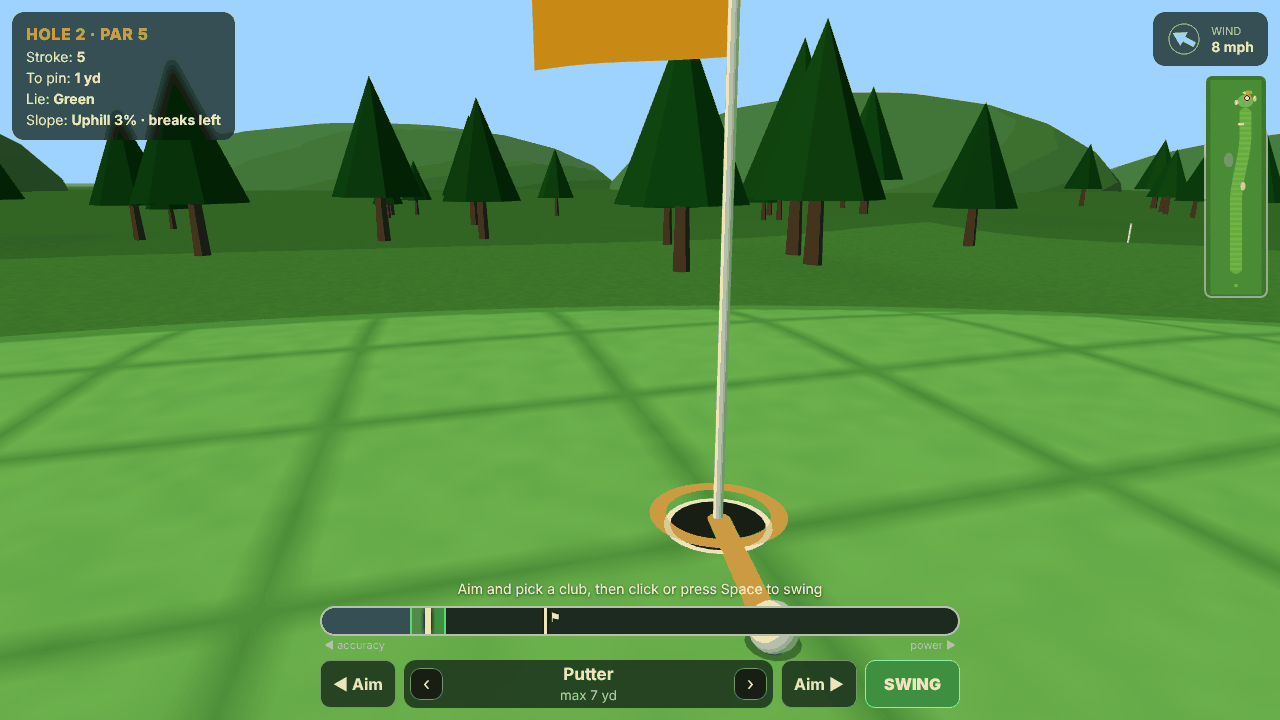 HOLE 2 · PAR 5
Stroke: 5
To pin: 1 yd
Lie: Green
Slope: Uphill 3% · breaks left
WIND
8 mph
Aim and pick a club, then click or press Space to swing
◀ accuracy
power ▶
◀ Aim
‹
Putter
max 7 yd
›
Aim ▶
SWING